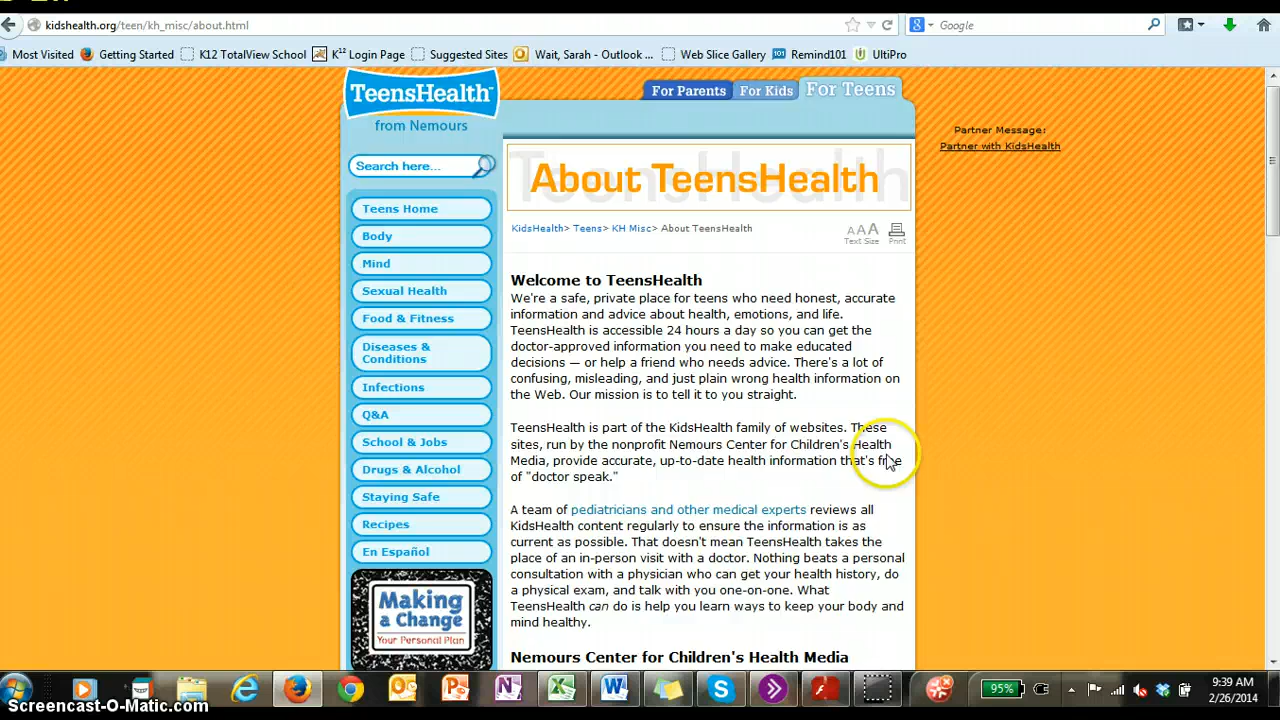 kidshealth.org/teen/kh_misc/about.html
Google
Most Visited Getting Started K12 TotalView School K¹² Login Page Suggested Sites Wait, Sarah - Outlook ... Web Slice Gallery Remind101 UltiPro
TeensHealth™
from Nemours
For Parents For Kids For Teens
Partner Message:
Partner with KidsHealth
Search here...
About TeensHealth
KidsHealth> Teens> KH Misc> About TeensHealth
AAA
Text Size
Print
Teens Home
Body
Mind
Sexual Health
Food & Fitness
Diseases &
Conditions
Infections
Q&A
School & Jobs
Drugs & Alcohol
Staying Safe
Recipes
En Español
Making
a Change
Your Personal Plan
Welcome to TeensHealth
We're a safe, private place for teens who need honest, accurate
information and advice about health, emotions, and life.
TeensHealth is accessible 24 hours a day so you can get the
doctor-approved information you need to make educated
decisions — or help a friend who needs advice. There's a lot of
confusing, misleading, and just plain wrong health information on
the Web. Our mission is to tell it to you straight.
TeensHealth is part of the KidsHealth family of websites. These
sites, run by the nonprofit Nemours Center for Children's Health
Media, provide accurate, up-to-date health information that's free
of "doctor speak."
A team of pediatricians and other medical experts reviews all
KidsHealth content regularly to ensure the information is as
current as possible. That doesn't mean TeensHealth takes the
place of an in-person visit with a doctor. Nothing beats a personal
consultation with a physician who can get your health history, do
a physical exam, and talk with you one-on-one. What
TeensHealth can do is help you learn ways to keep your body and
mind healthy.
Nemours Center for Children's Health Media
95%
9:39 AM
2/26/2014
Screencast-O-Matic.com